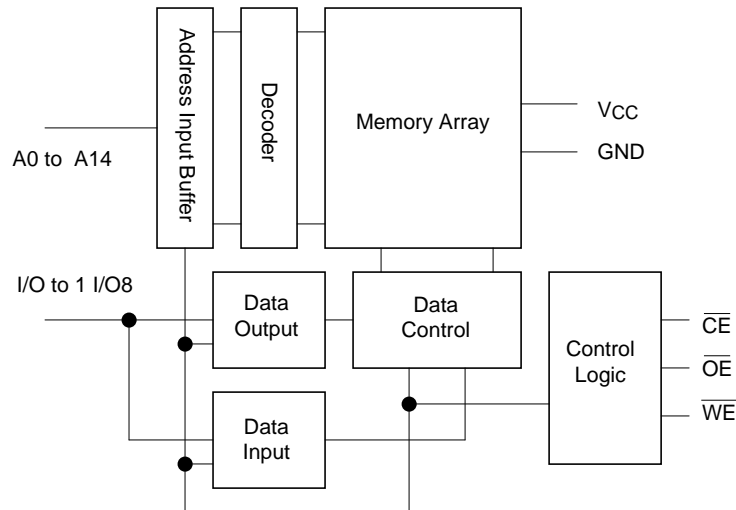 Address Input Buffer
Decoder
Memory Array
VCC
GND
A0 to A14
I/O to 1 I/O8
Data
Output
Data
Control
Control
Logic
CE
OE
WE
Data
Input